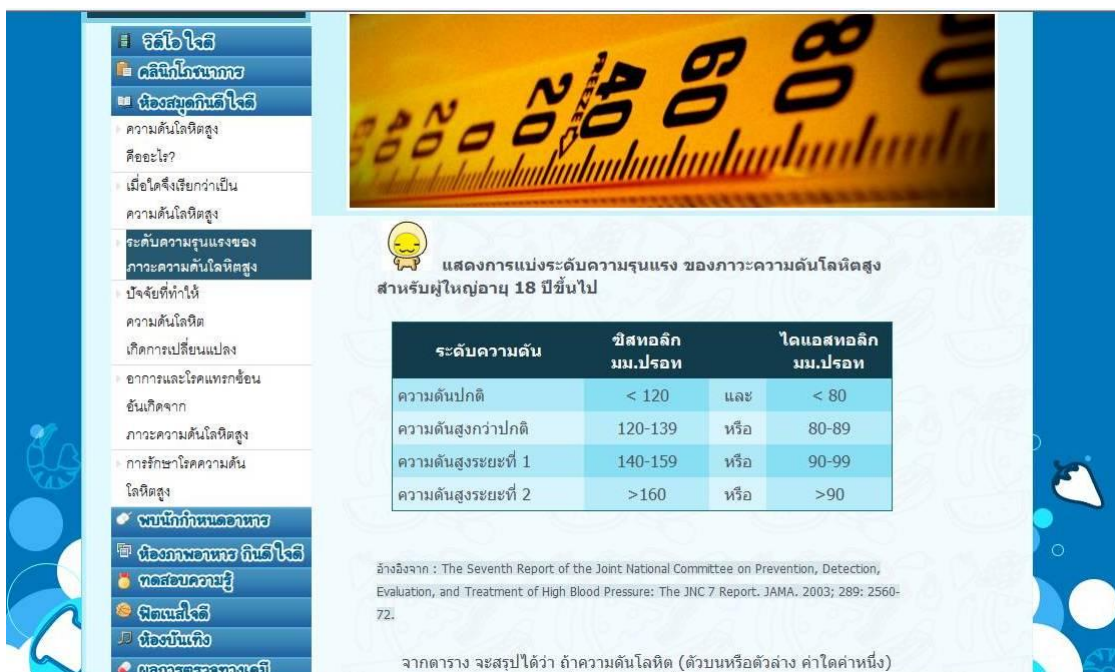 วิดีโอ ใจดี
คลินิกโภชนาการ
ห้องสมุดกินดี ใจดี
ความดันโลหิตสูง
คืออะไร?
เมื่อใดจึงเรียกว่าเป็น
ความดันโลหิตสูง
ระดับความรุนแรงของ
ภาวะความดันโลหิตสูง
ปัจจัยที่ทำให้
ความดันโลหิต
เกิดการเปลี่ยนแปลง
อาการและโรคแทรกซ้อน
อันเกิดจาก
ภาวะความดันโลหิตสูง
การรักษาโรคความดัน
โลหิตสูง
พบนักกำหนดอาหาร
ห้องภาพอาหาร กินดี ใจดี
ทดสอบความรู้
ฟิตเนสใจดี
ห้องบันเทิง
ผลการตรวจทางเคมี
20 0 20 40 60 80
FREEZE
แสดงการแบ่งระดับความรุนแรง ของภาวะความดันโลหิตสูง
สำหรับผู้ใหญ่อายุ 18 ปีขึ้นไป
ระดับความดัน ซิสทอลิก มม.ปรอท ไดแอสทอลิก มม.ปรอท
ความดันปกติ < 120 และ < 80
ความดันสูงกว่าปกติ 120-139 หรือ 80-89
ความดันสูงระยะที่ 1 140-159 หรือ 90-99
ความดันสูงระยะที่ 2 >160 หรือ >90
อ้างอิงจาก : The Seventh Report of the Joint National Committee on Prevention, Detection,
Evaluation, and Treatment of High Blood Pressure: The JNC 7 Report. JAMA. 2003; 289: 2560-
72.
จากตาราง จะสรุปได้ว่า ถ้าความดันโลหิต (ตัวบนหรือตัวล่าง ค่าใดค่าหนึ่ง)